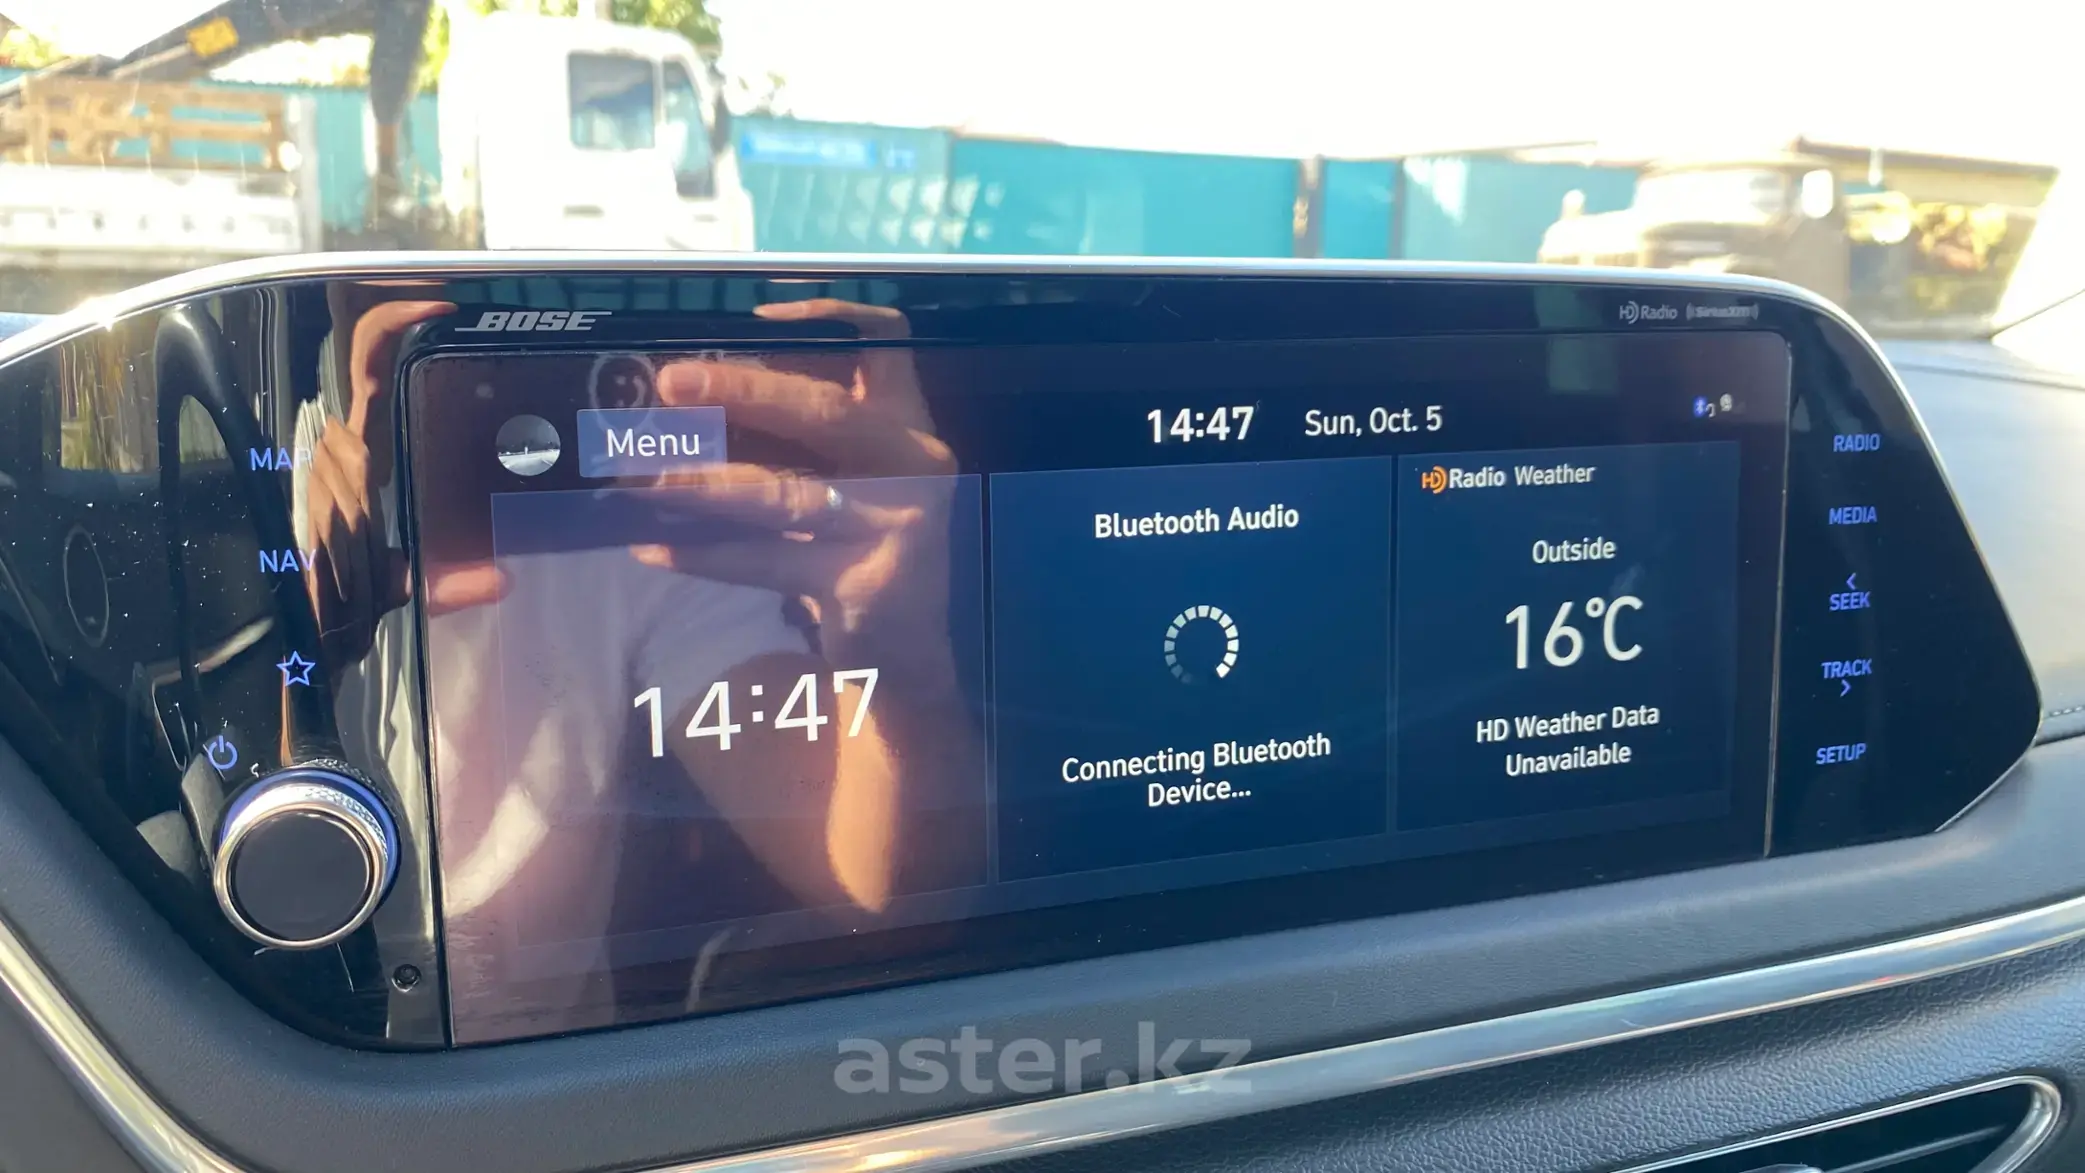 BOSE
HD Radio
((SiriusXM))
Menu
14:47
Sun, Oct. 5
MAP
NAV
14:47
Bluetooth Audio
Connecting Bluetooth
Device...
HD Radio Weather
Outside
16°C
HD Weather Data
Unavailable
RADIO
MEDIA
<
SEEK
TRACK
>
SETUP
aster.kz